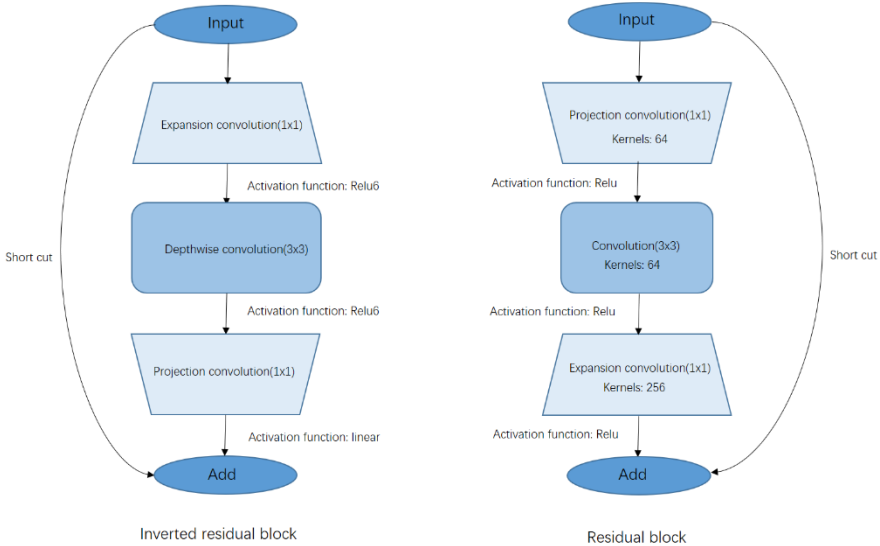 Input
Expansion convolution(1x1)
Activation function: Relu6
Short cut
Depthwise convolution(3x3)
Activation function: Relu6
Projection convolution(1x1)
Activation function: linear
Add
Inverted residual block
Input
Projection convolution(1x1)
Kernels: 64
Activation function: Relu
Convolution(3x3)
Kernels: 64
Short cut
Activation function: Relu
Expansion convolution(1x1)
Kernels: 256
Activation function: Relu
Add
Residual block